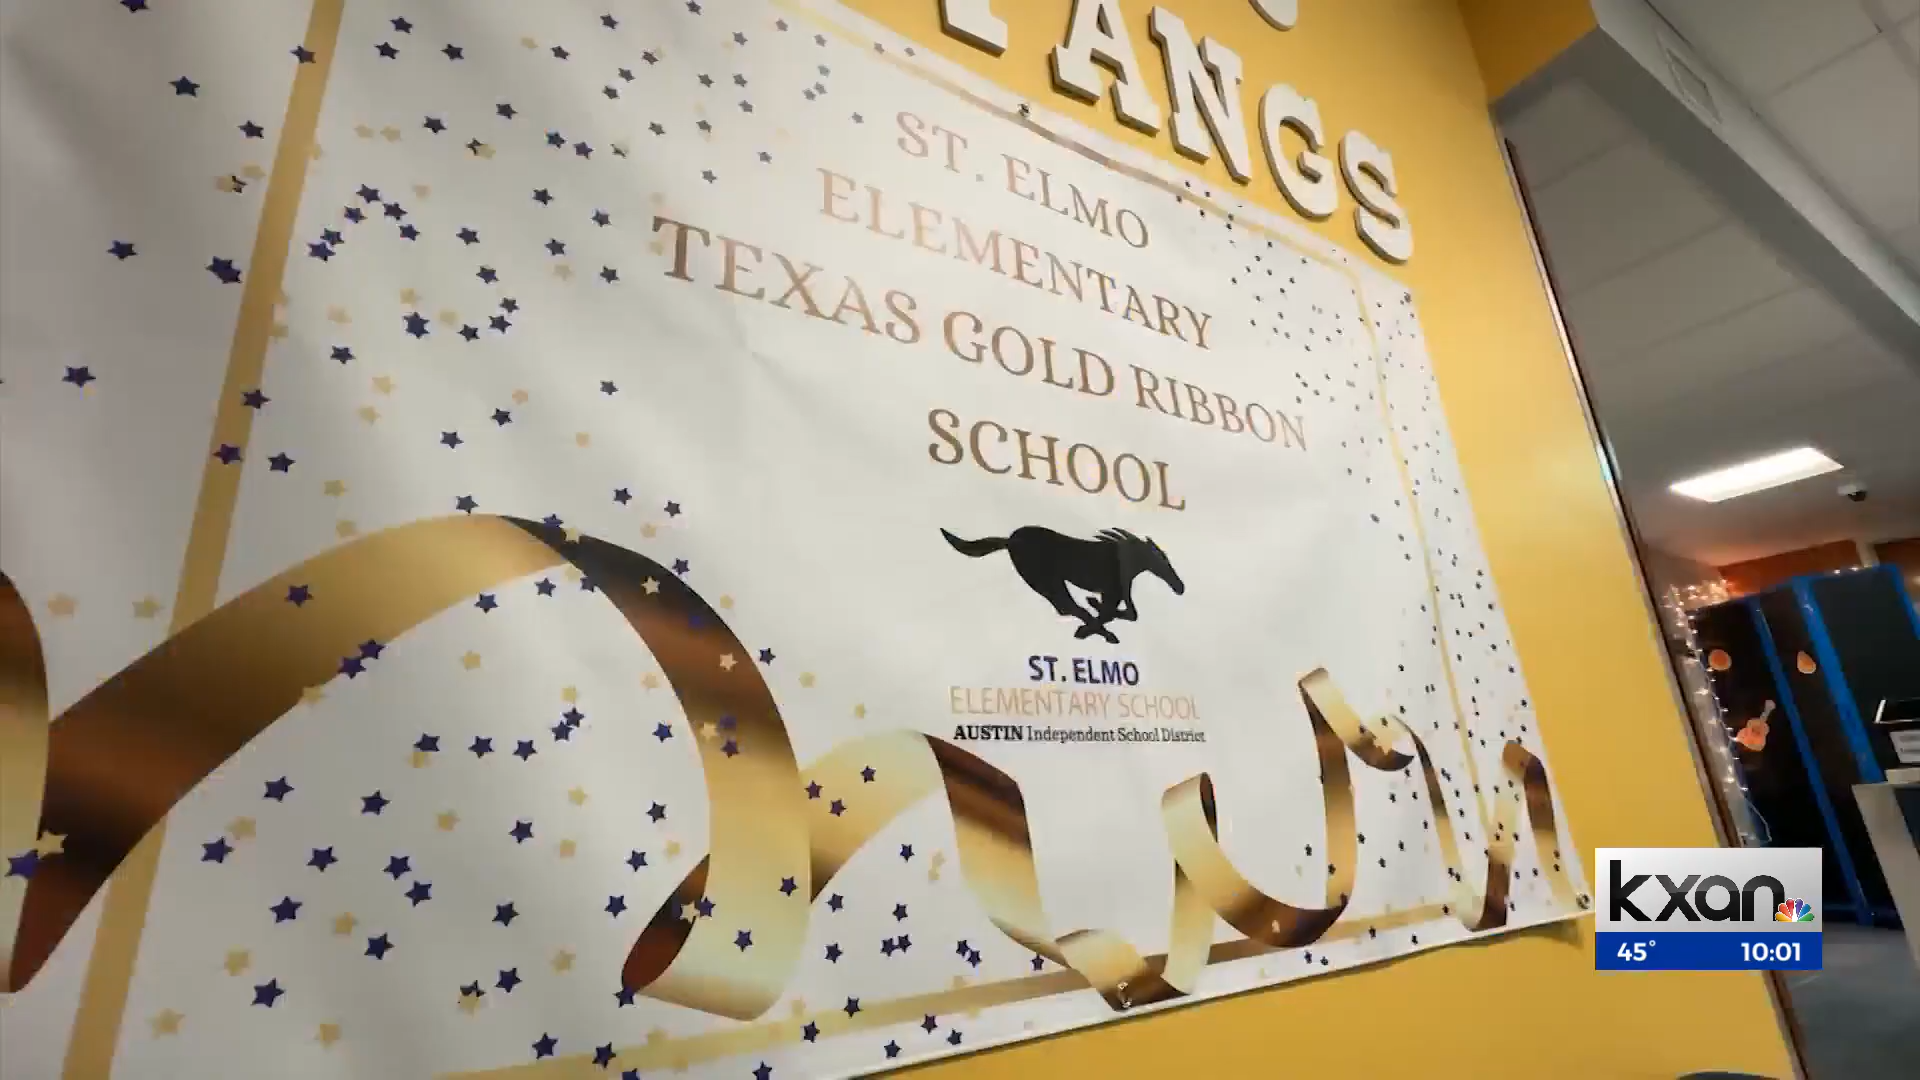 TANGS
ST. ELMO
ELEMENTARY
TEXAS GOLD RIBBON
SCHOOL
ST. ELMO
ELEMENTARY SCHOOL
AUSTIN Independent School District
kxan
45° 10:01